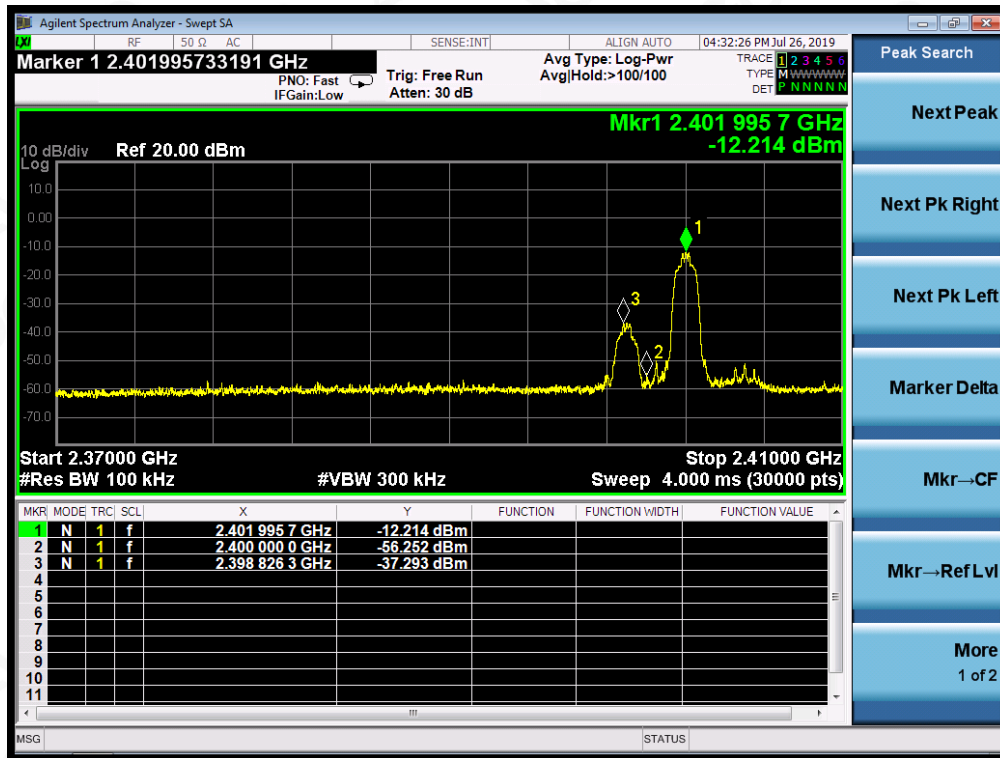 Agilent Spectrum Analyzer - Swept SA
LXI RF 50 Ω AC SENSE:INT ALIGN AUTO 04:32:26 PM Jul 26, 2019
Marker 1 2.401995733191 GHz
PNO: Fast
IFGain:Low
Trig: Free Run
Atten: 30 dB
Avg Type: Log-Pwr
Avg|Hold:>100/100
TRACE 1 2 3 4 5 6
TYPE M WWWWW
DET P N N N N N
Mkr1 2.401 995 7 GHz
-12.214 dBm
10 dB/div Ref 20.00 dBm
Log
10.0
0.00
-10.0
-20.0
-30.0
-40.0
-50.0
-60.0
-70.0
1
3
2
Start 2.37000 GHz Stop 2.41000 GHz
#Res BW 100 kHz #VBW 300 kHz Sweep 4.000 ms (30000 pts)
MKR MODE TRC SCL X Y FUNCTION FUNCTION WIDTH FUNCTION VALUE
1 N 1 f 2.401 995 7 GHz -12.214 dBm
2 N 1 f 2.400 000 0 GHz -56.252 dBm
3 N 1 f 2.398 826 3 GHz -37.293 dBm
4
5
6
7
8
9
10
11
MSG STATUS
Peak Search
Next Peak
Next Pk Right
Next Pk Left
Marker Delta
Mkr→CF
Mkr→Ref Lvl
More
1 of 2